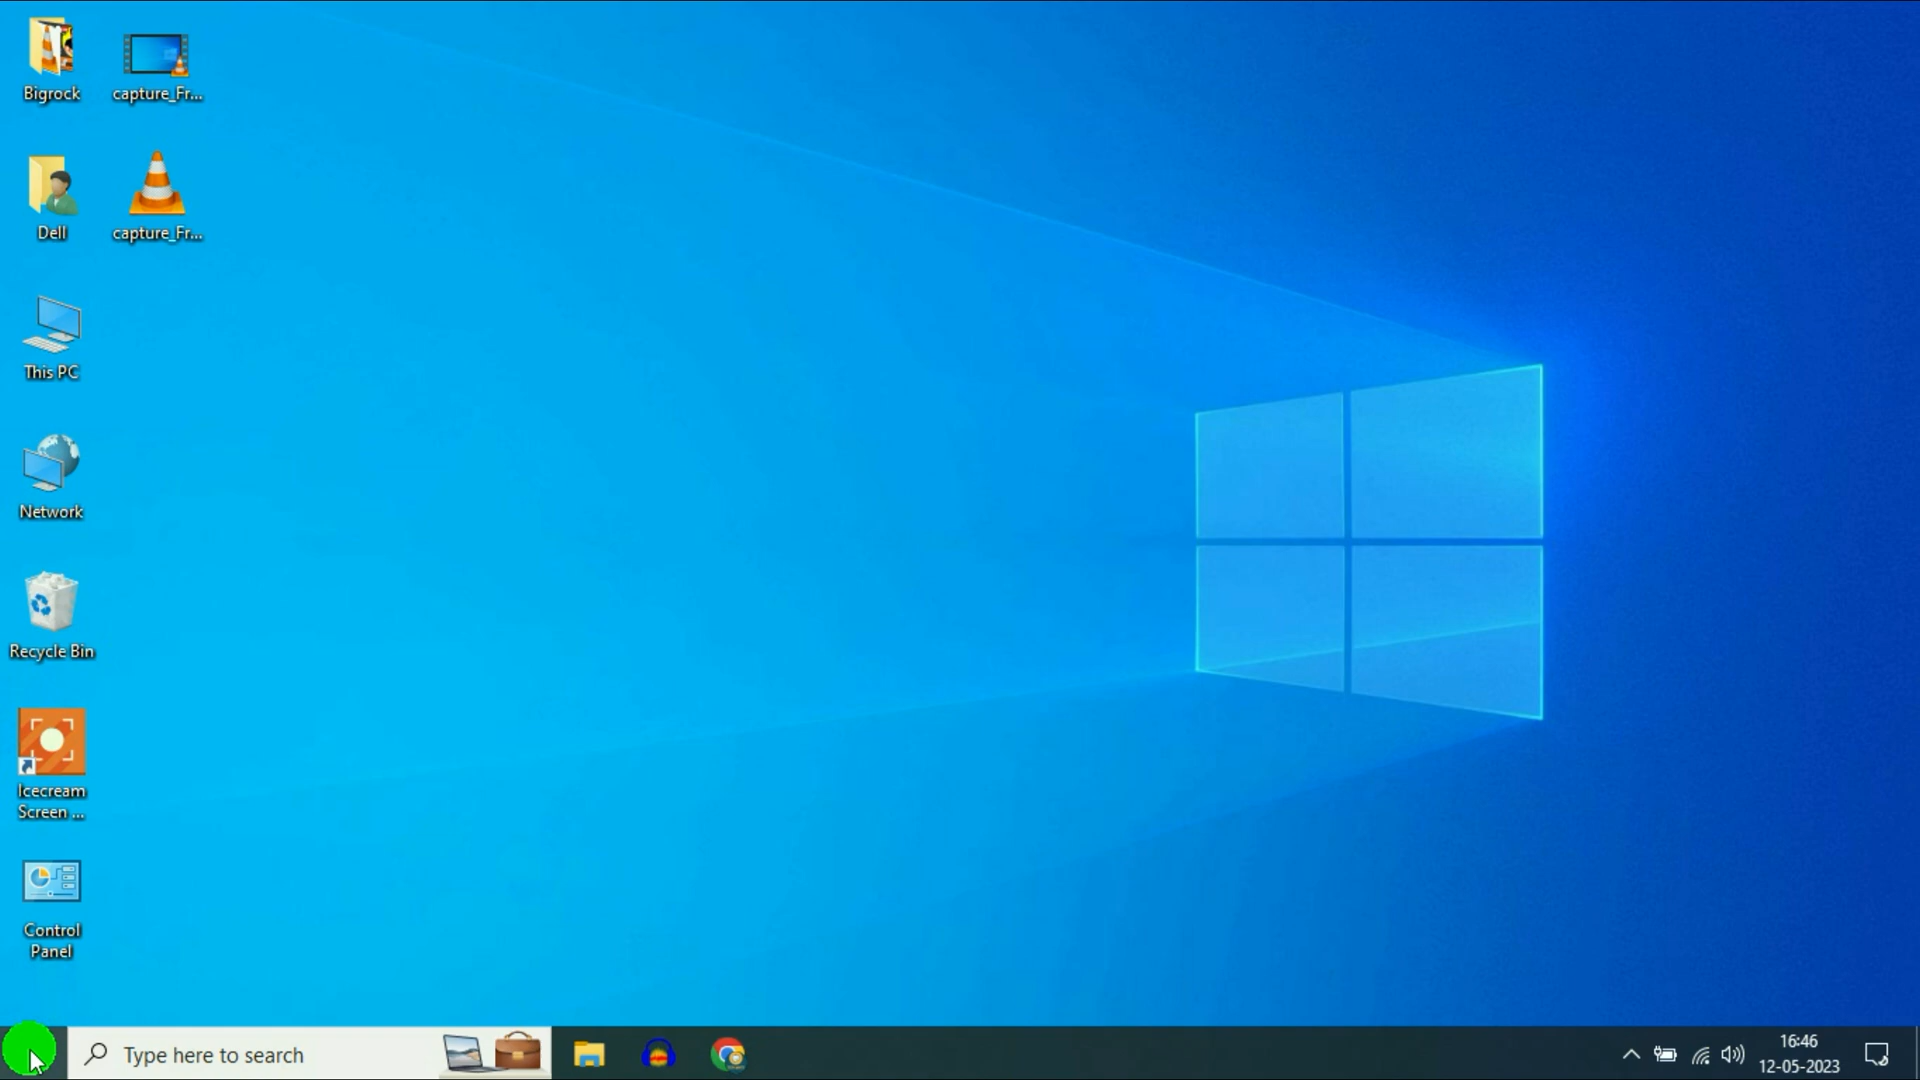 Bigrock
capture_Fr...
Dell
capture_Fr...
This PC
Network
Recycle Bin
Icecream
Screen ...
Control
Panel
Type here to search
16:46
12-05-2023